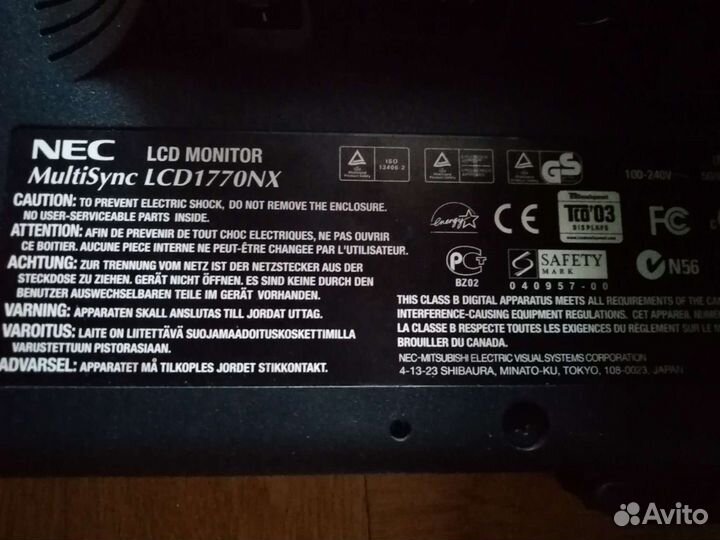 NEC LCD MONITOR
MultiSync LCD1770NX
CAUTION: TO PREVENT ELECTRIC SHOCK, DO NOT REMOVE THE ENCLOSURE.
NO USER-SERVICEABLE PARTS INSIDE.
ATTENTION: AFIN DE PREVENIR DE TOUT CHOC ELECTRIQUES, NE PAS OUVRIR
CE BOITIER. AUCUNE PIECE INTERNE NE PEUT-ETRE CHANGEE PAR L'UTILISATEUR.
ACHTUNG: ZUR TRENNUNG VOM NETZ IST DER NETZSTECKER AUS DER
STECKDOSE ZU ZIEHEN. GERÄT NICHT ÖFFNEN. ES SIND KEINE DURCH DEN
BENUTZER AUSWECHSELBAREN TEILE IM GERÄT VORHANDEN.
VARNING: APPARATEN SKALL ANSLUTAS TILL JORDAT UTTAG.
VAROITUS: LAITE ON LIITETTÄVÄ SUOJAMAADOITUSKOSKETTIMILLA
VARUSTETTUUN PISTORASIAAN.
ADVARSEL: APPARATET MÅ TILKOPLES JORDET STIKKONTAKT.
ISO
13406-2
GS
100-240V~
energy
CE
TCO'03
DISPLAYS
FC
PCT
BZ02
S
SAFETY
MARK
N56
040957-00
THIS CLASS B DIGITAL APPARATUS MEETS ALL REQUIREMENTS OF THE
INTERFERENCE-CAUSING EQUIPMENT REGULATIONS. CET APPAREIL
LA CLASSE B RESPECTE TOUTES LES EXIGENCES DU RÈGLEMENT SUR LE
BROUILLER DU CANADA.
NEC-MITSUBISHI ELECTRIC VISUAL SYSTEMS CORPORATION
4-13-23 SHIBAURA, MINATO-KU, TOKYO, 108-0023, JAPAN
Avito